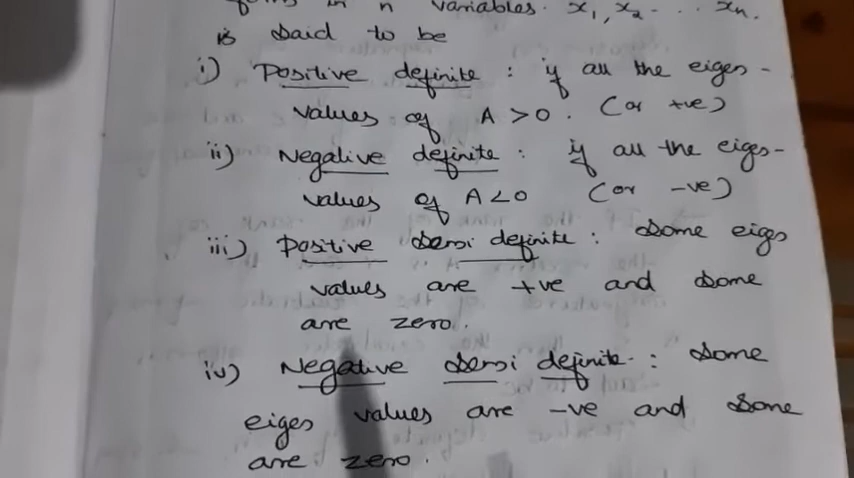 in n variables. x₁, x₂ .. xₙ.
is said to be
i) Positive definite : if all the eigen-
values of A > 0. (or +ve)
ii) Negative definite : if all the eigen-
values of A < 0 (or -ve)
iii) Positive semi definite : some eigen
values are +ve and some
are zero.
iv) Negative semi definite : some
eigen values are -ve and some
are zero.